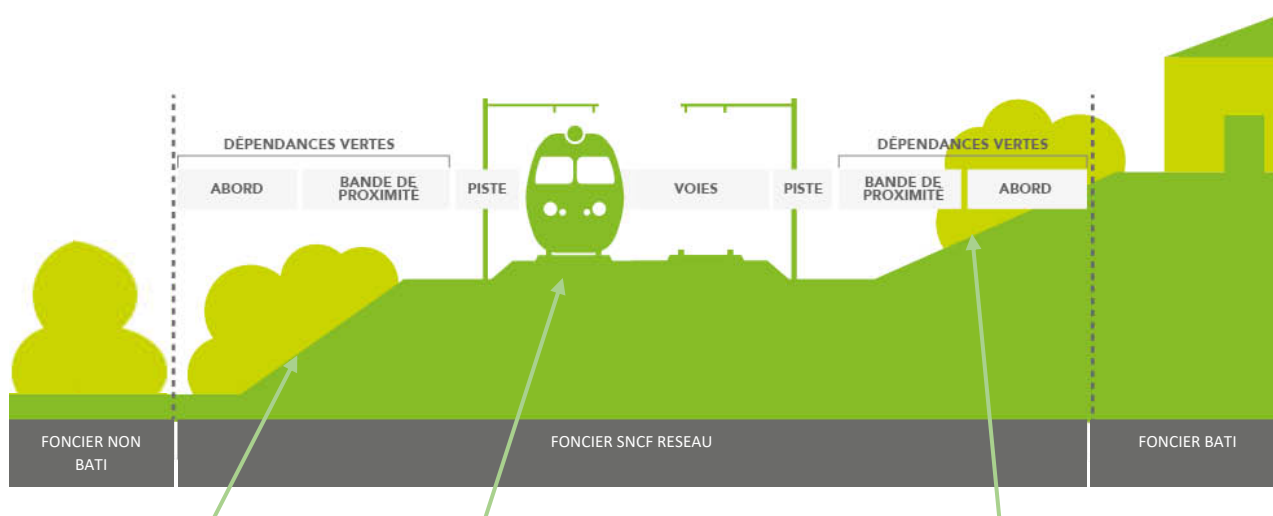 DÉPENDANCES VERTES
DÉPENDANCES VERTES
ABORD
BANDE DE
PROXIMITÉ
PISTE
VOIES
PISTE
BANDE DE
PROXIMITÉ
ABORD
FONCIER NON
BATI
FONCIER SNCF RESEAU
FONCIER BATI